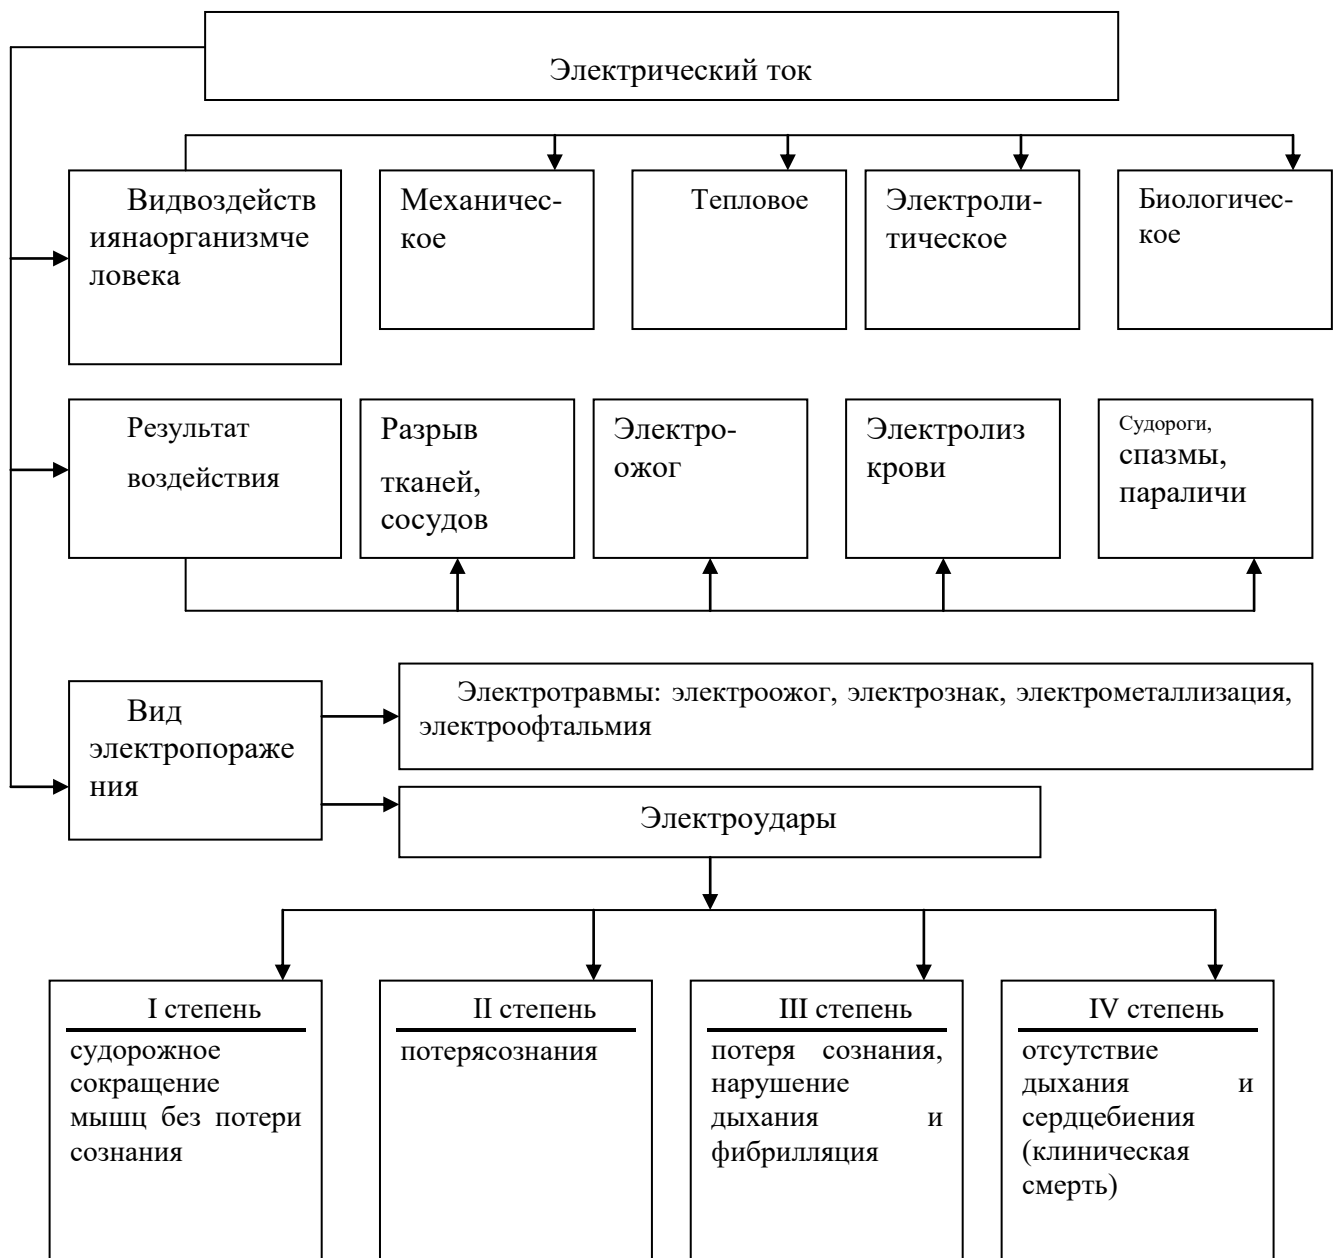 Электрический ток
Видвоздейств
иянаорганизмче
ловека
Механичес-
кое
Тепловое
Электроли-
тическое
Биологичес-
кое
Результат
воздействия
Разрыв
тканей,
сосудов
Электро-
ожог
Электролиз
крови
Судороги,
спазмы,
параличи
Вид
электропораже
ния
Электротравмы: электроожог, электрознак, электрометаллизация,
электроофтальмия
Электроудары
I степень
судорожное
сокращение
мышц без потери
сознания
II степень
потерясознания
III степень
потеря сознания,
нарушение
дыхания и
фибрилляция
IV степень
отсутствие
дыхания и
сердцебиения
(клиническая
смерть)